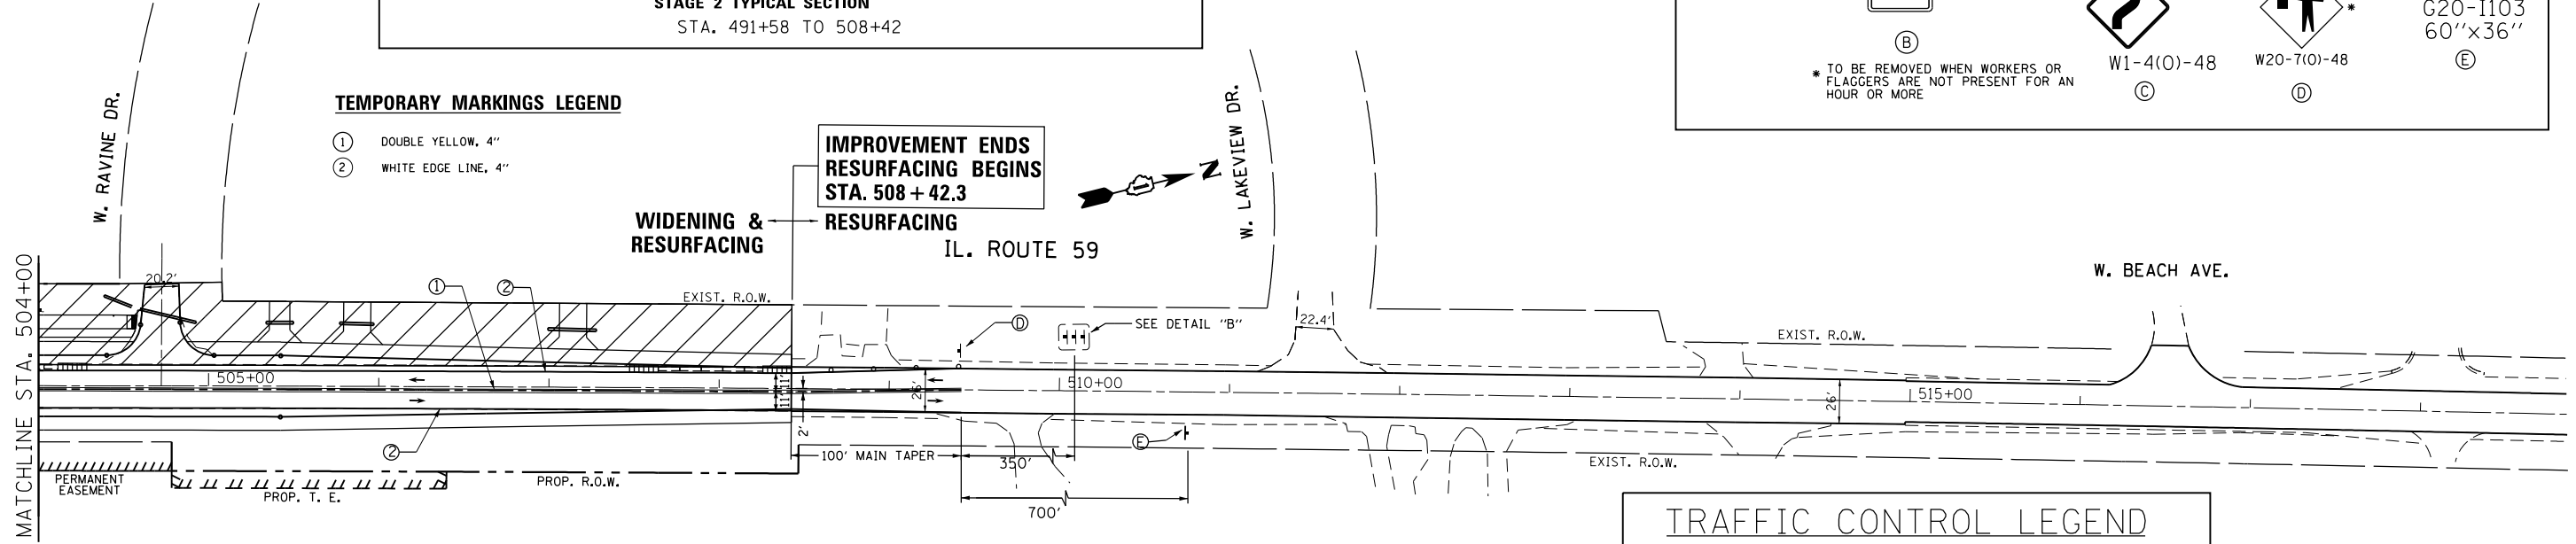 STAGE 2 TYPICAL SECTION
STA. 491+58 TO 508+42
B
* TO BE REMOVED WHEN WORKERS OR
FLAGGERS ARE NOT PRESENT FOR AN
HOUR OR MORE
W1-4(O)-48
C
*
W20-7(O)-48
D
G20-I103
60"x36"
E
TEMPORARY MARKINGS LEGEND
1 DOUBLE YELLOW, 4"
2 WHITE EDGE LINE, 4"
W. RAVINE DR.
IMPROVEMENT ENDS
RESURFACING BEGINS
STA. 508+42.3
WIDENING &
RESURFACING
RESURFACING
N
IL. ROUTE 59
W. LAKEVIEW DR.
W. BEACH AVE.
MATCHLINE STA. 504+00
20.2'
1
2
EXIST. R.O.W.
D
SEE DETAIL "B"
22.4'
EXIST. R.O.W.
505+00
11'
11'
26'
510+00
26'
515+00
2'
2
E
100' MAIN TAPER
350'
EXIST. R.O.W.
PERMANENT
EASEMENT
PROP. T. E.
PROP. R.O.W.
700'
TRAFFIC CONTROL LEGEND